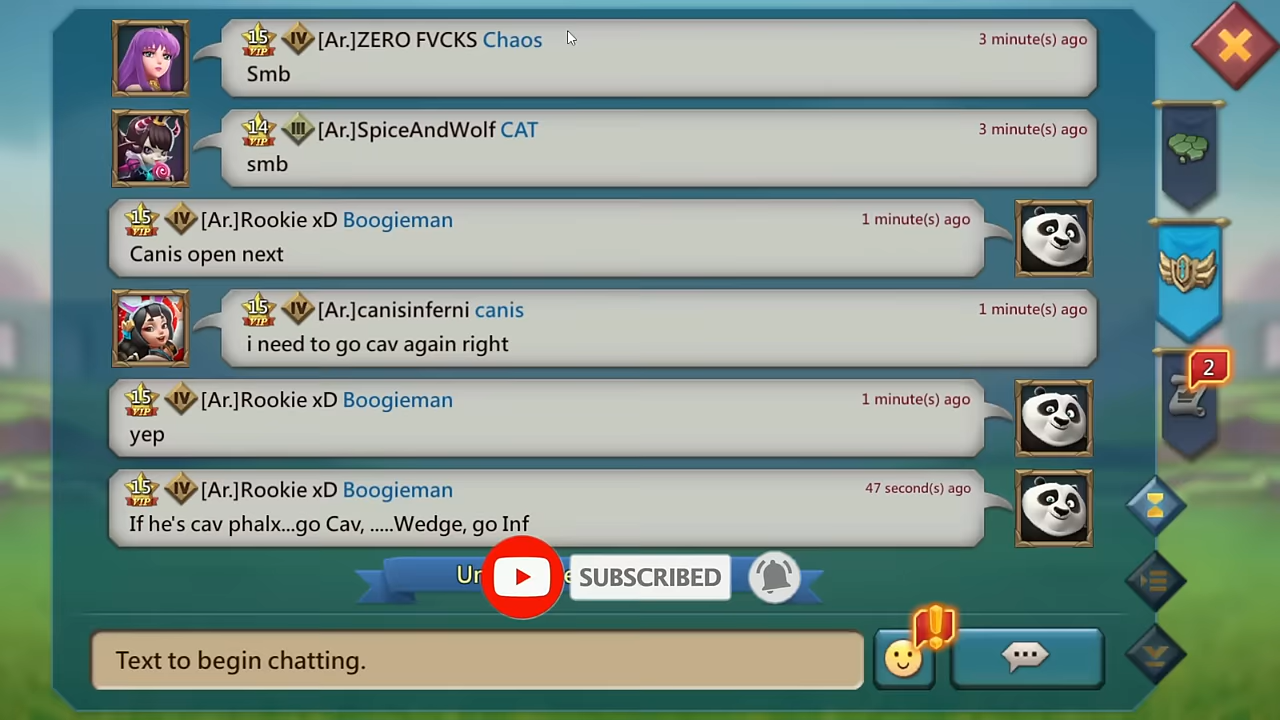 15 VIP IV [Ar.]ZERO FVCKS Chaos 3 minute(s) ago
Smb
14 VIP III [Ar.]SpiceAndWolf CAT 3 minute(s) ago
smb
15 VIP IV [Ar.]Rookie xD Boogieman 1 minute(s) ago
Canis open next
15 VIP IV [Ar.]canisinferni canis 1 minute(s) ago
i need to go cav again right
15 VIP IV [Ar.]Rookie xD Boogieman 1 minute(s) ago
yep
2
15 VIP IV [Ar.]Rookie xD Boogieman 47 second(s) ago
If he's cav phalx...go Cav, .....Wedge, go Inf
SUBSCRIBED
Text to begin chatting.